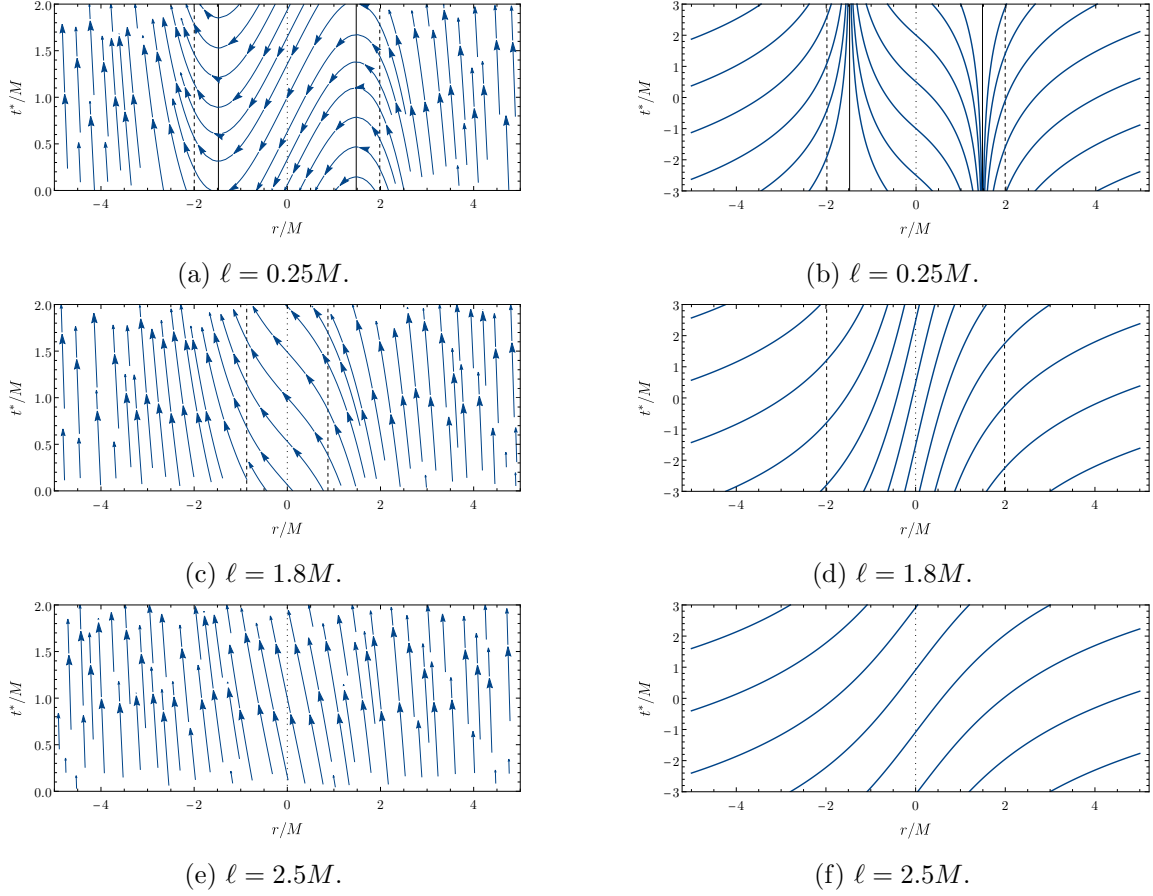 2.0
1.5
1.0
0.5
0.0
t*/M
−4 −2 0 2 4
r/M
(a) ℓ = 0.25M.
3
2
1
0
−1
−2
−3
t*/M
−4 −2 0 2 4
r/M
(b) ℓ = 0.25M.
2.0
1.5
1.0
0.5
0.0
t*/M
−4 −2 0 2 4
r/M
(c) ℓ = 1.8M.
3
2
1
0
−1
−2
−3
t*/M
−4 −2 0 2 4
r/M
(d) ℓ = 1.8M.
2.0
1.5
1.0
0.5
0.0
t*/M
−4 −2 0 2 4
r/M
(e) ℓ = 2.5M.
3
2
1
0
−1
−2
−3
t*/M
−4 −2 0 2 4
r/M
(f) ℓ = 2.5M.